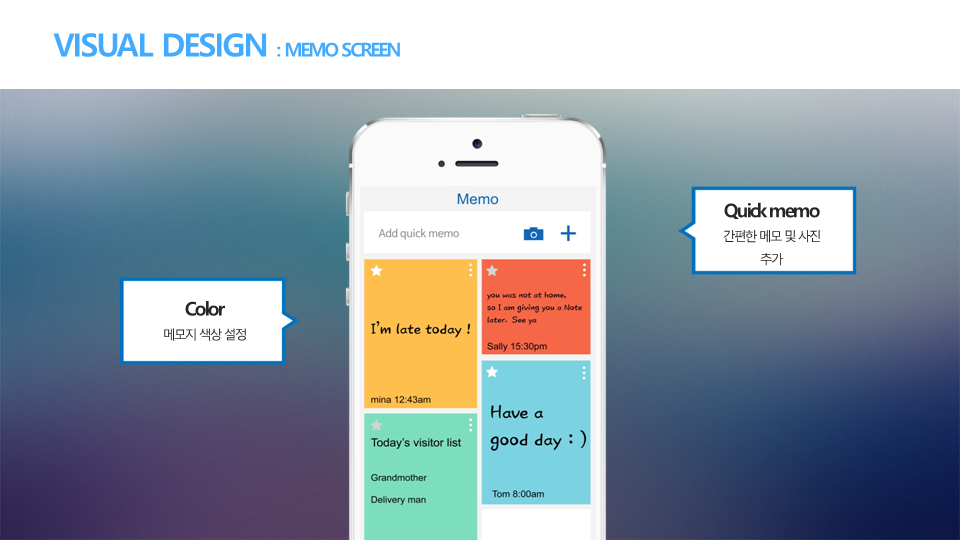 VISUAL DESIGN : MEMO SCREEN
Memo
Add quick memo
Quick memo
간편한 메모 및 사진
추가
Color
메모지 색상 설정
I'm late today !
mina 12:43am
you was not at home,
so I am giving you a Note
later. See ya
Sally 15:30pm
Have a
good day : )
Tom 8:00am
Today's visitor list
Grandmother
Delivery man